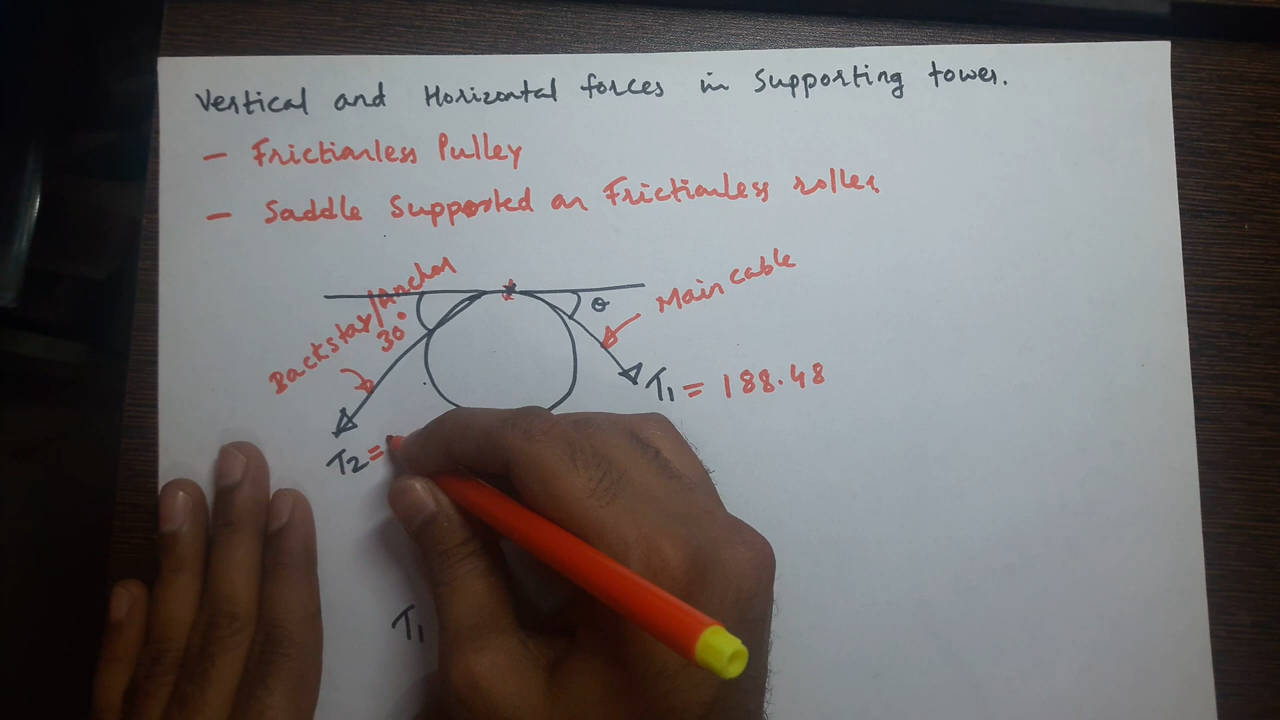 Vertical and Horizontal forces in Supporting tower.
- Frictionless Pulley
- Saddle Supported on Frictionless roller
Backstay/Anchor
30°
θ
Main cable
T1 = 188.48
T2 =
T1